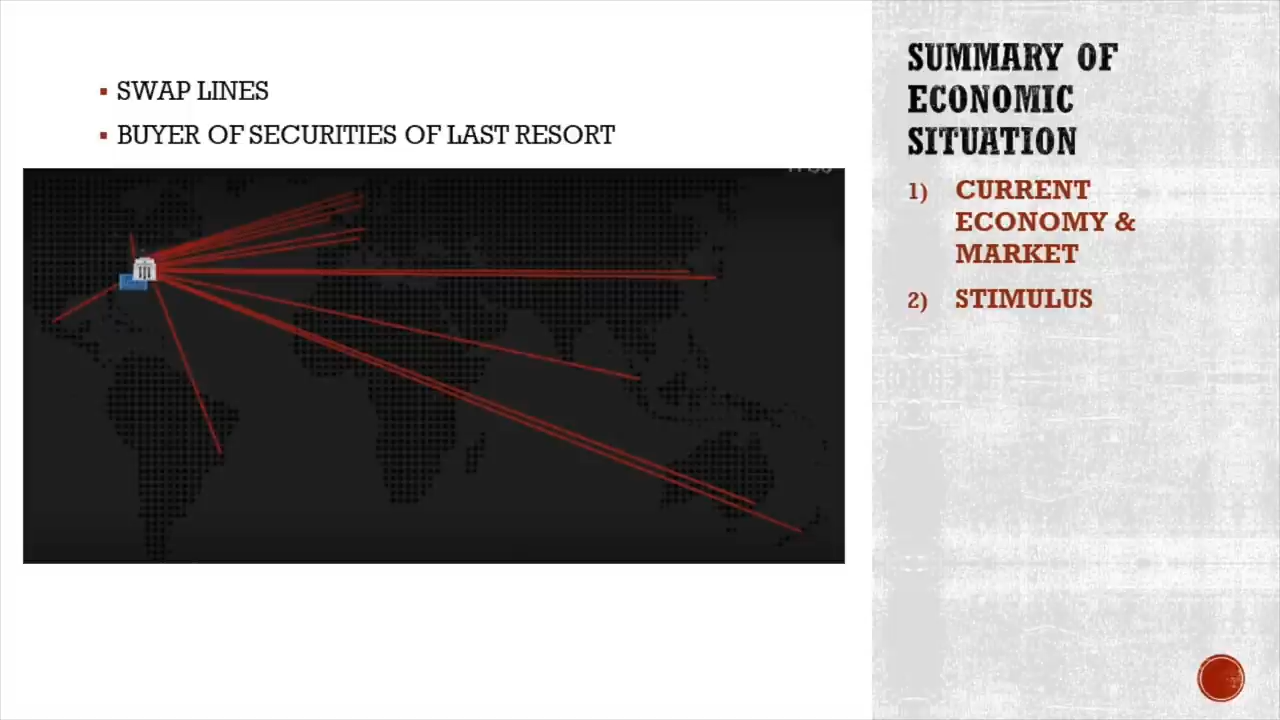 SWAP LINES
BUYER OF SECURITIES OF LAST RESORT
SUMMARY OF
ECONOMIC
SITUATION
1) CURRENT
ECONOMY &
MARKET
2) STIMULUS